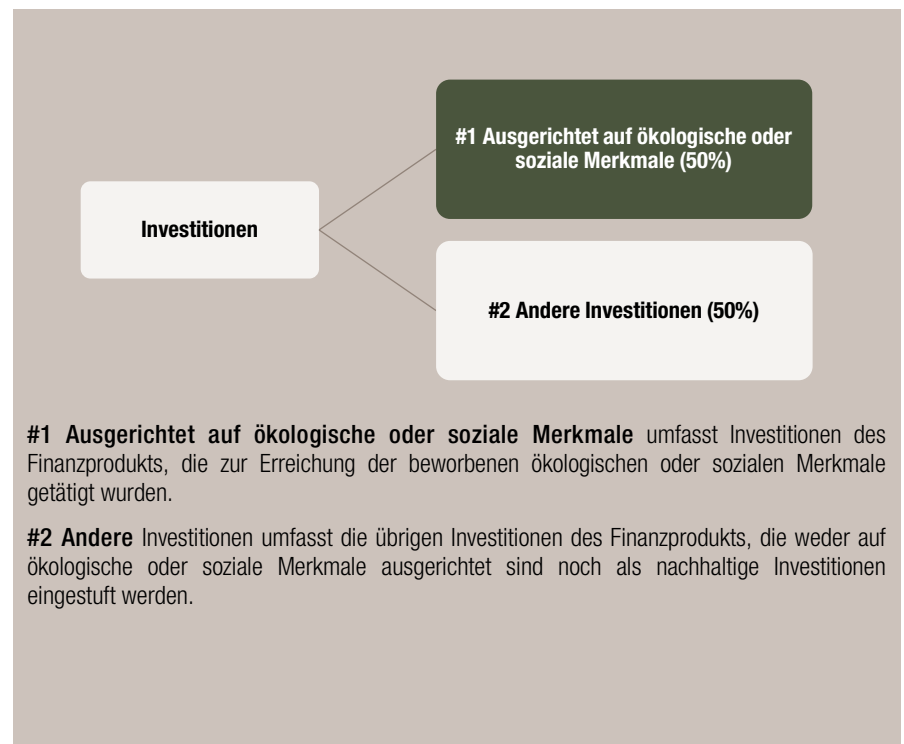 #1 Ausgerichtet auf ökologische oder
soziale Merkmale (50%)
Investitionen
#2 Andere Investitionen (50%)
#1 Ausgerichtet auf ökologische oder soziale Merkmale umfasst Investitionen des
Finanzprodukts, die zur Erreichung der beworbenen ökologischen oder sozialen Merkmale
getätigt wurden.
#2 Andere Investitionen umfasst die übrigen Investitionen des Finanzprodukts, die weder auf
ökologische oder soziale Merkmale ausgerichtet sind noch als nachhaltige Investitionen
eingestuft werden.